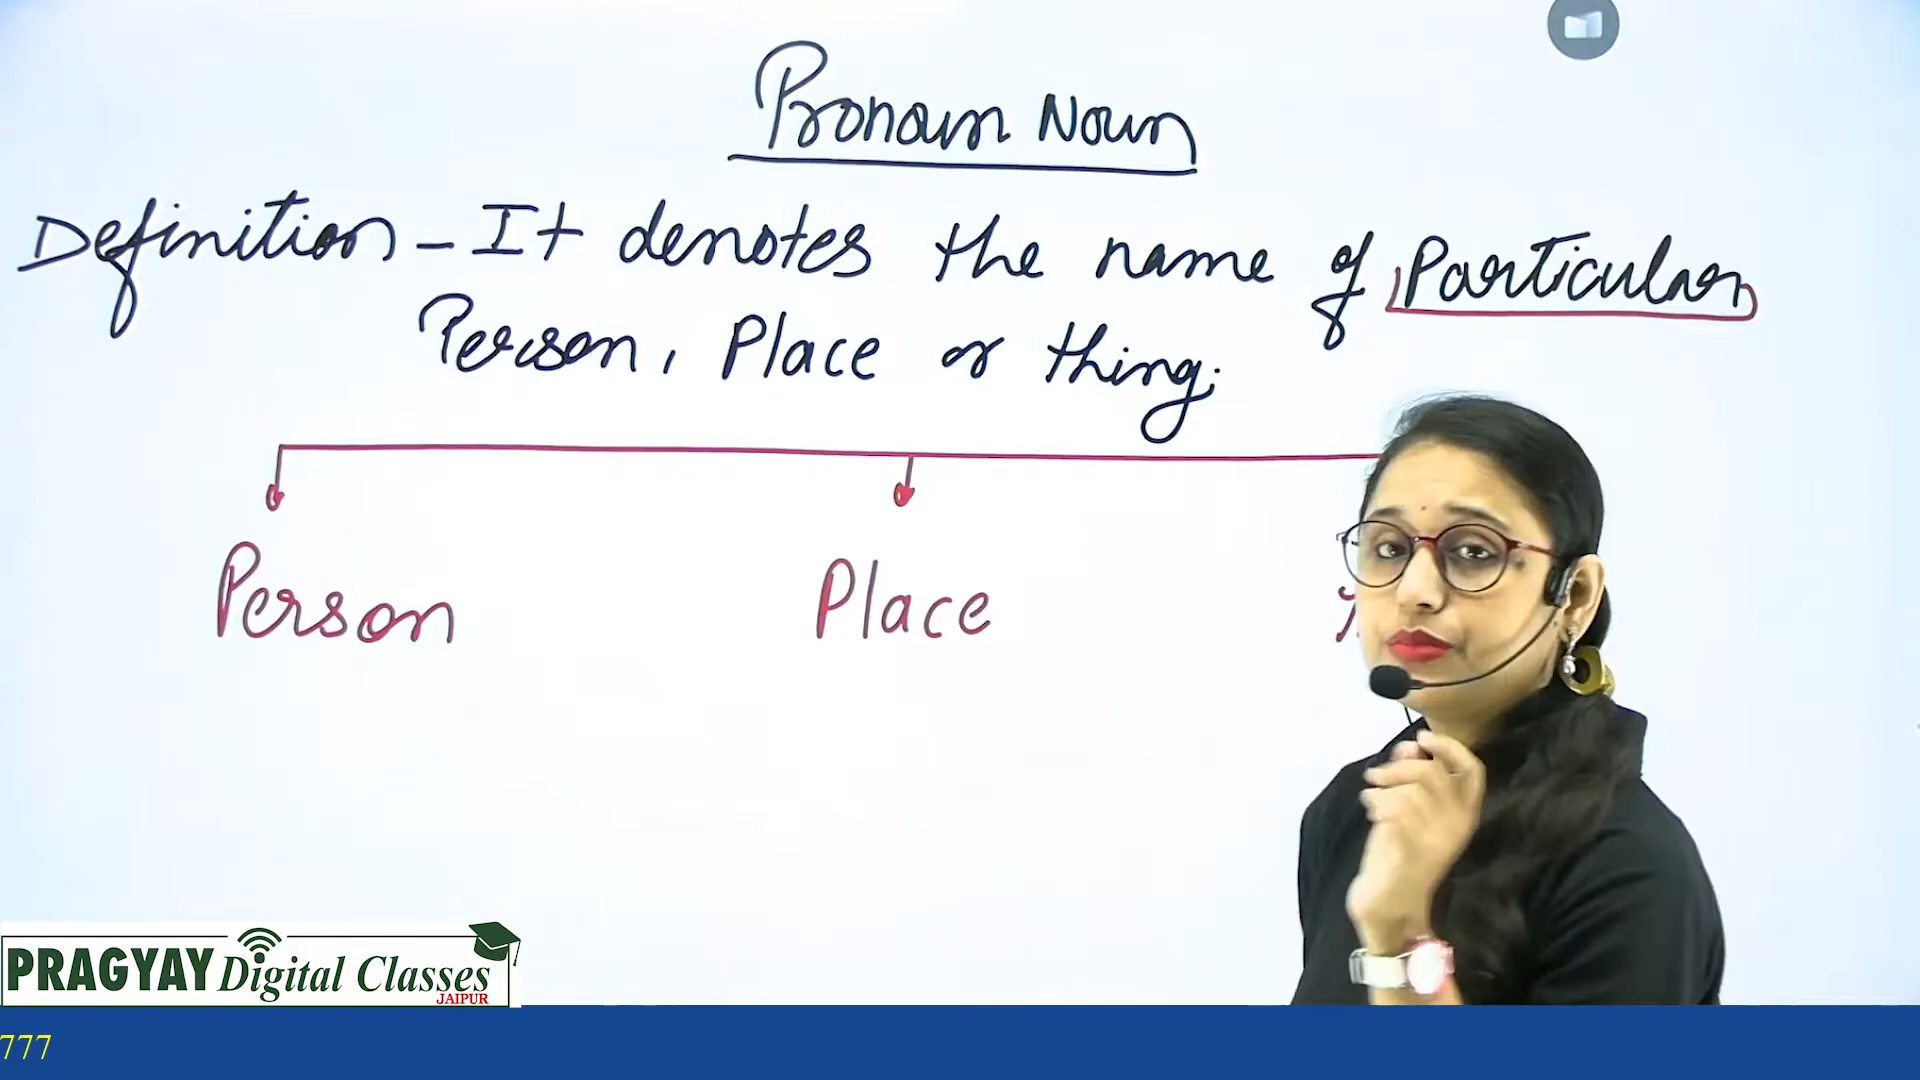 Pronoun Noun
Definition - It denotes the name of Particular
Person, Place or thing.
Person Place
PRAGYAY Digital Classes
JAIPUR
777